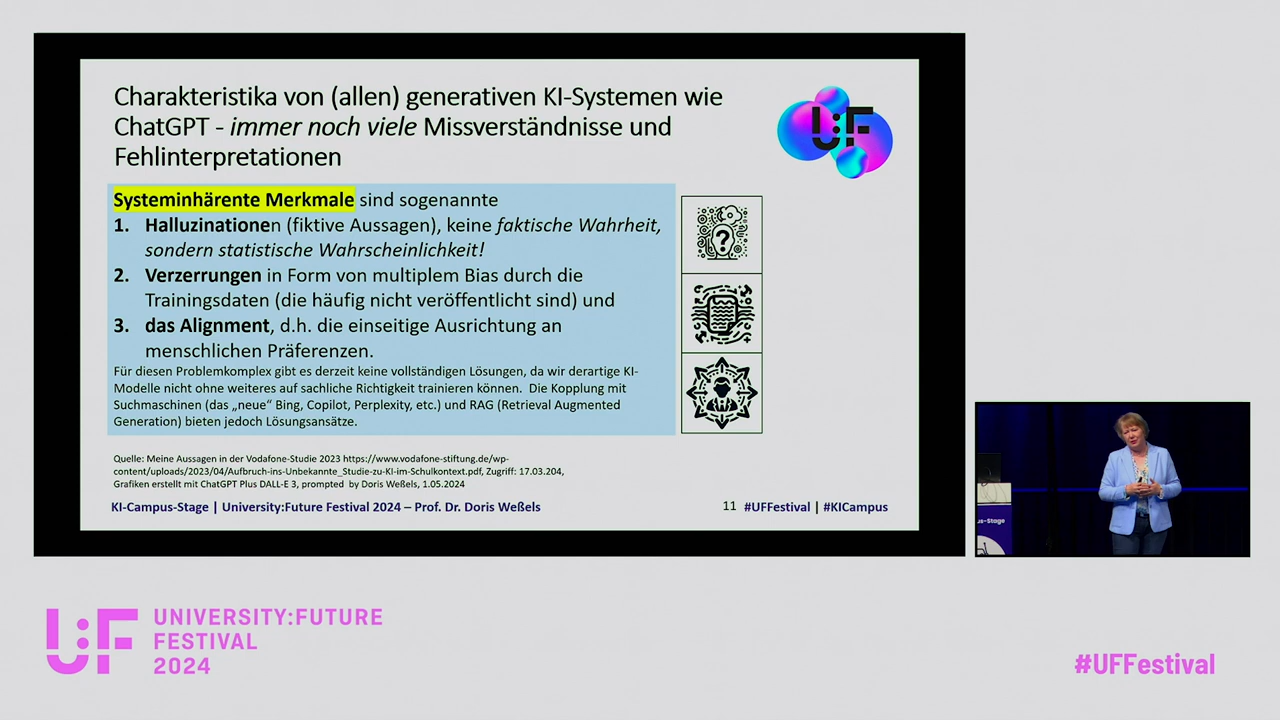 Charakteristika von (allen) generativen KI-Systemen wie
ChatGPT - immer noch viele Missverständnisse und
Fehlinterpretationen
U:F
Systeminhärente Merkmale sind sogenannte
1. Halluzinationen (fiktive Aussagen), keine faktische Wahrheit,
sondern statistische Wahrscheinlichkeit!
2. Verzerrungen in Form von multiplem Bias durch die
Trainingsdaten (die häufig nicht veröffentlicht sind) und
3. das Alignment, d.h. die einseitige Ausrichtung an
menschlichen Präferenzen.
Für diesen Problemkomplex gibt es derzeit keine vollständigen Lösungen, da wir derartige KI-
Modelle nicht ohne weiteres auf sachliche Richtigkeit trainieren können. Die Kopplung mit
Suchmaschinen (das „neue“ Bing, Copilot, Perplexity, etc.) und RAG (Retrieval Augmented
Generation) bieten jedoch Lösungsansätze.
?
Quelle: Meine Aussagen in der Vodafone-Studie 2023 https://www.vodafone-stiftung.de/wp-
content/uploads/2023/04/Aufbruch-ins-Unbekannte_Studie-zu-KI-im-Schulkontext.pdf, Zugriff: 17.03.204,
Grafiken erstellt mit ChatGPT Plus DALL-E 3, prompted by Doris Weßels, 1.05.2024
KI-Campus-Stage | University:Future Festival 2024 – Prof. Dr. Doris Weßels
11 #UFFestival | #KICampus
us-Stage
U:F
UNIVERSITY:FUTURE
FESTIVAL
2024
#UFFestival